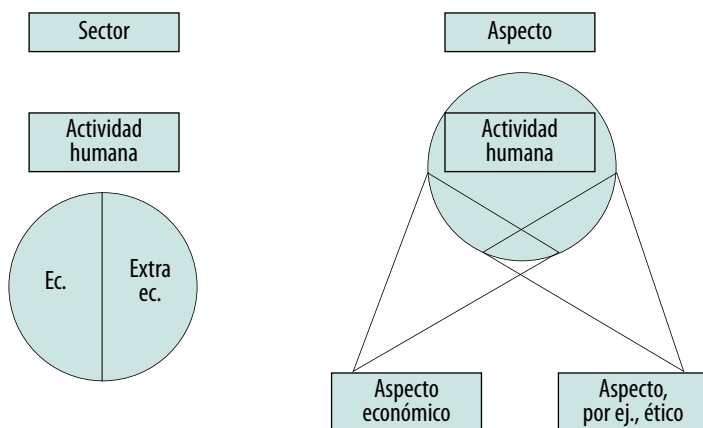 Sector
Actividad
humana
Ec.
Extra
ec.
Aspecto
Actividad
humana
Aspecto
económico
Aspecto,
por ej., ético